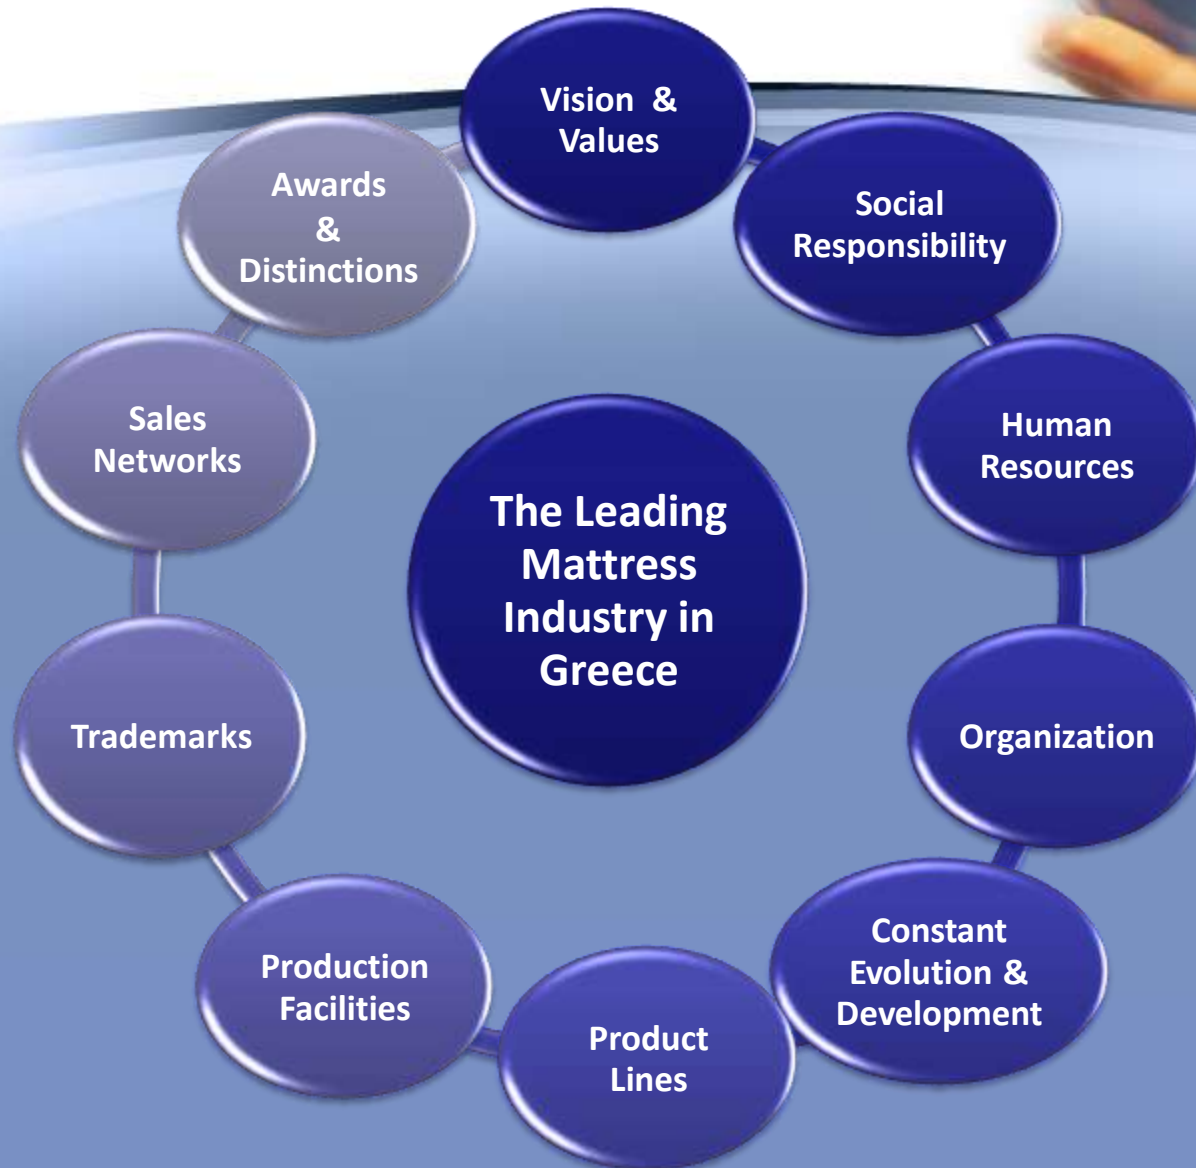 Vision &
Values
Social
Responsibility
Human
Resources
Organization
Constant
Evolution &
Development
Product
Lines
Production
Facilities
Trademarks
Sales
Networks
Awards
&
Distinctions
The Leading
Mattress
Industry in
Greece